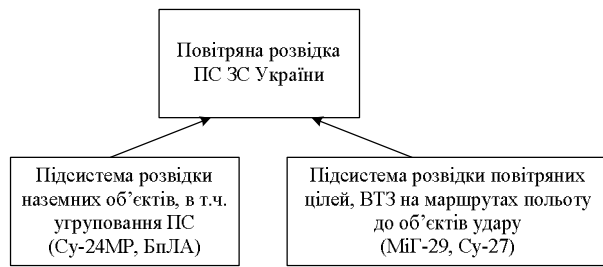 Повітряна розвідка
ПС ЗС України
Підсистема розвідки
наземних об’єктів, в т.ч.
угруповання ПС
(Су-24МР, БпЛА)
Підсистема розвідки повітряних
цілей, ВТЗ на маршрутах польоту
до об’єктів удару
(МіГ-29, Су-27)